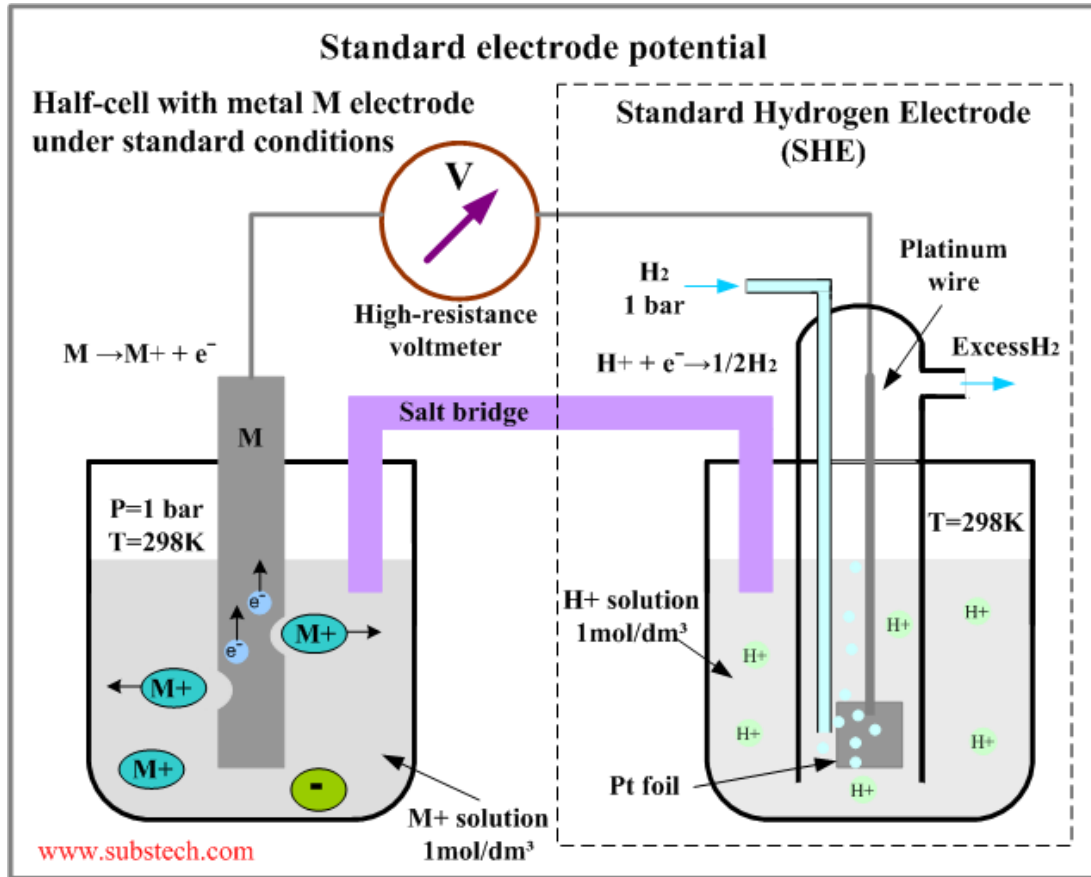 Standard electrode potential
Half-cell with metal M electrode
under standard conditions
Standard Hydrogen Electrode
(SHE)
V
High-resistance
voltmeter
H₂
1 bar
Platinum
wire
M →M+ + e⁻
H+ + e⁻→1/2H₂
ExcessH₂
Salt bridge
M
P=1 bar
T=298K
T=298K
e⁻
e⁻
M+
M+
M+
-
H+ solution
1mol/dm³
H+
H+
H+
H+
H+
H+
Pt foil
M+ solution
1mol/dm³
www.substech.com